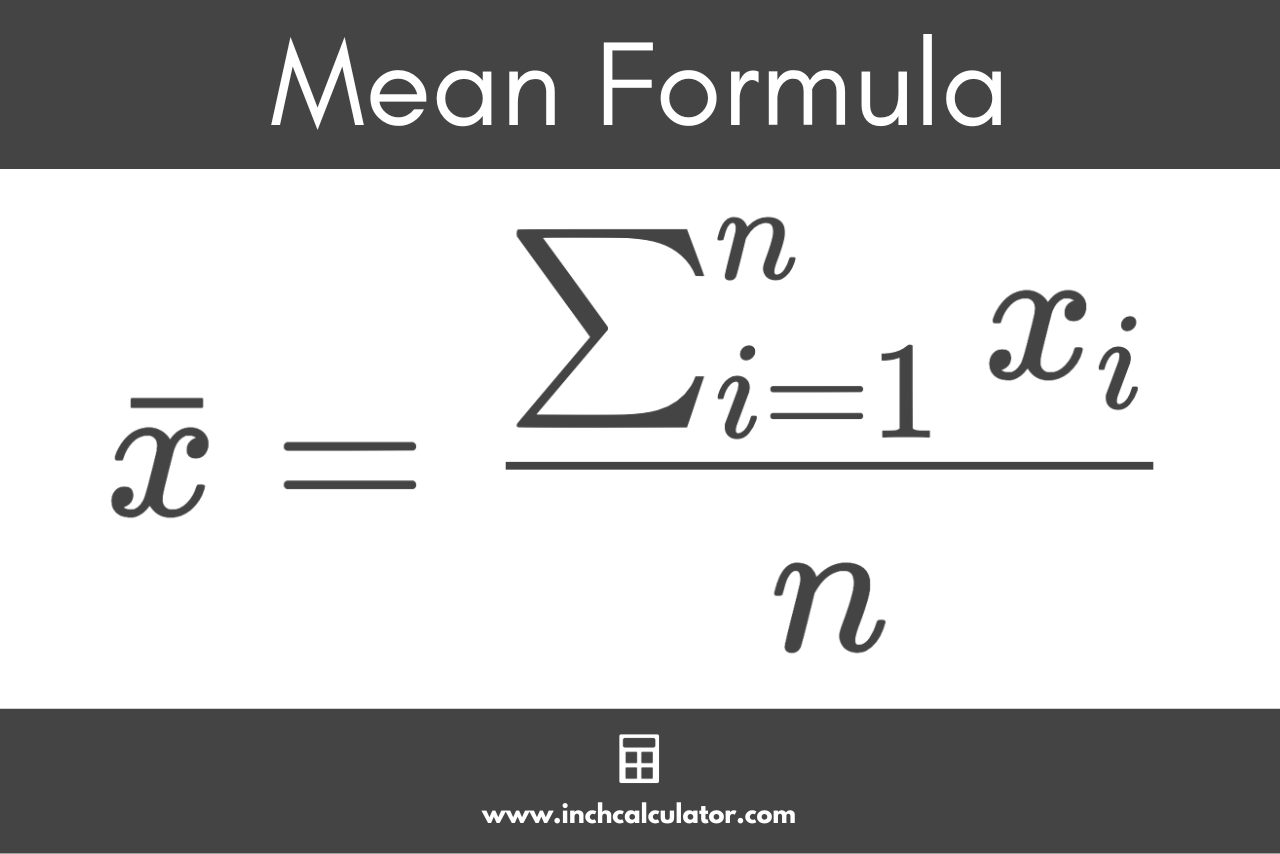 Mean Formula
x̄ = ∑ⁿᵢ₌₁ xᵢ / n
www.inchcalculator.com